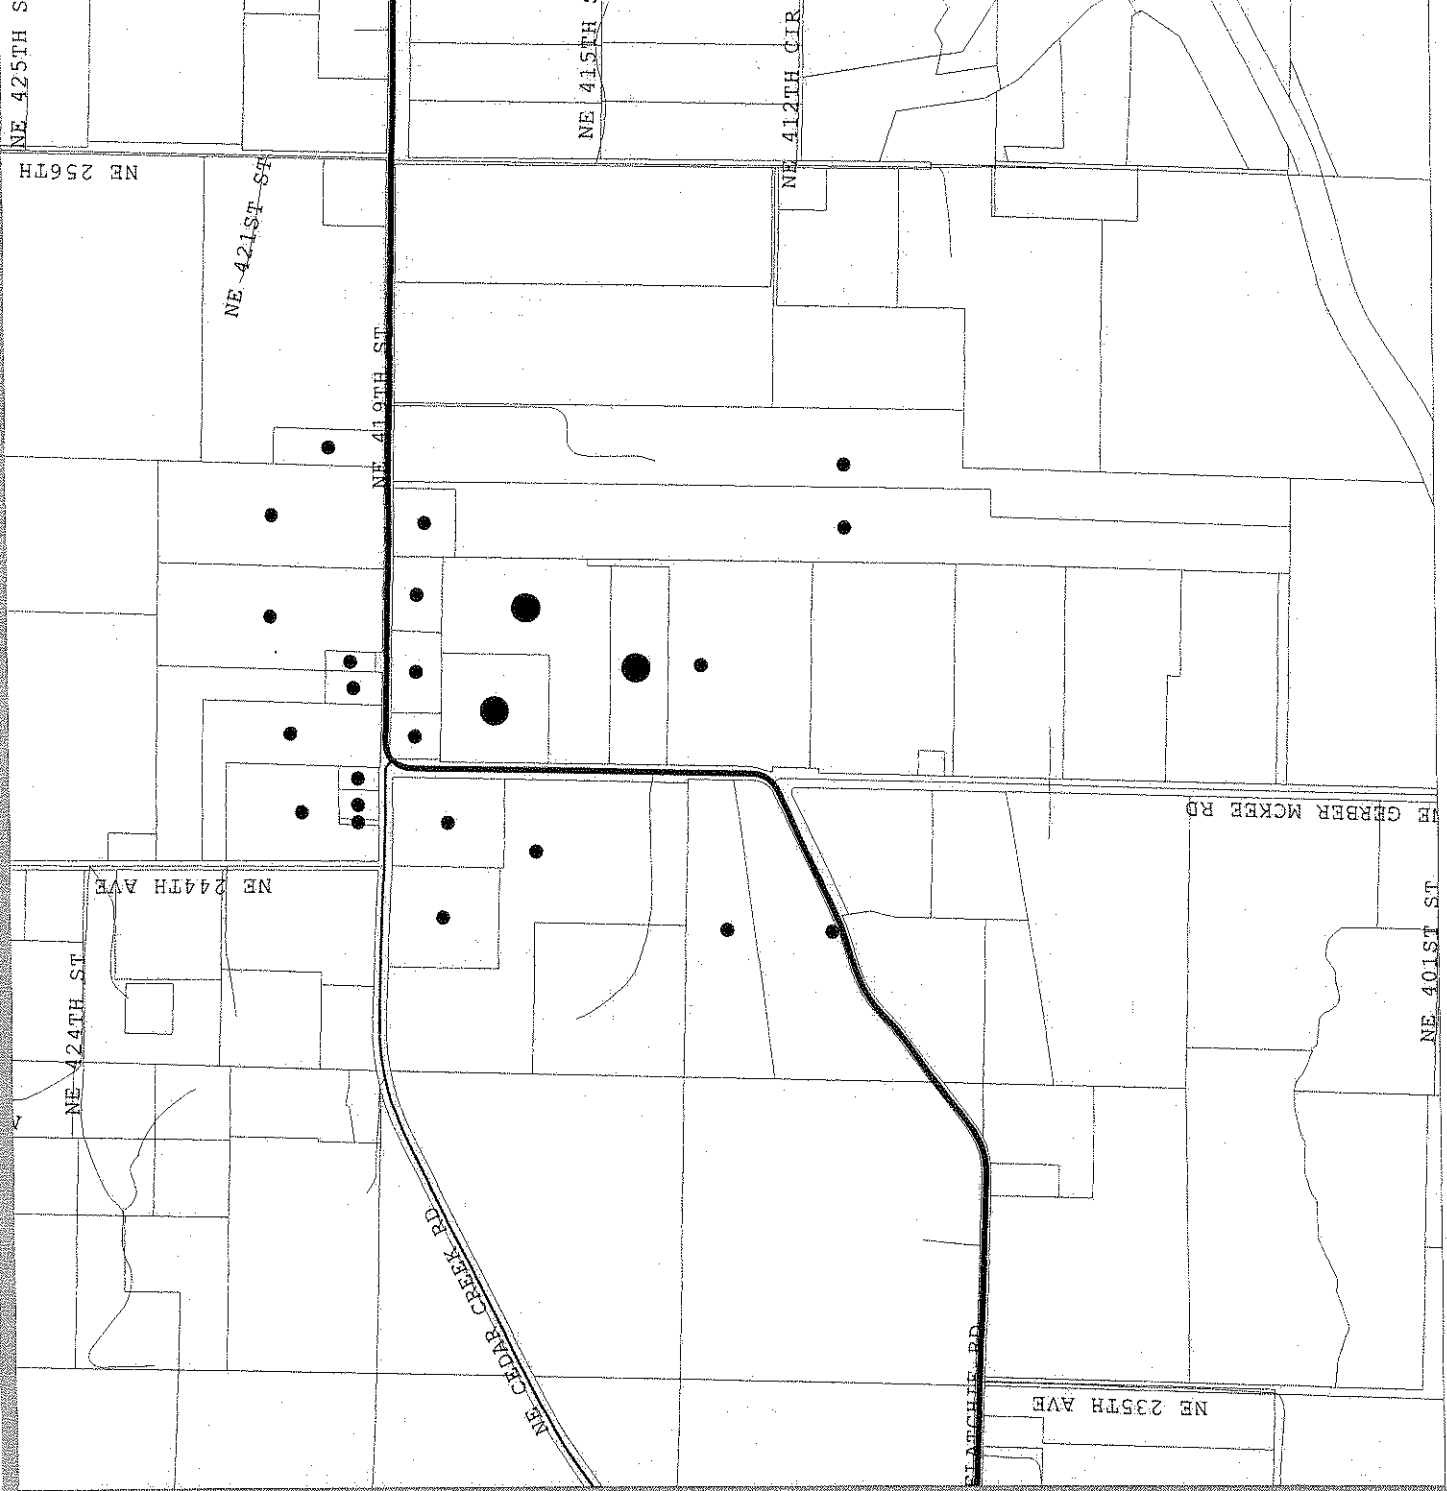 NE 425TH S
NE 415TH S
NE 412TH CIR
NE 256TH
NE 421ST ST
NE 419TH ST
NE GERBER MCKEE RD
NE 244TH AVE
NE 424TH ST
NE 401ST ST
NE CEDAR CREEK RD
NE 235TH AVE